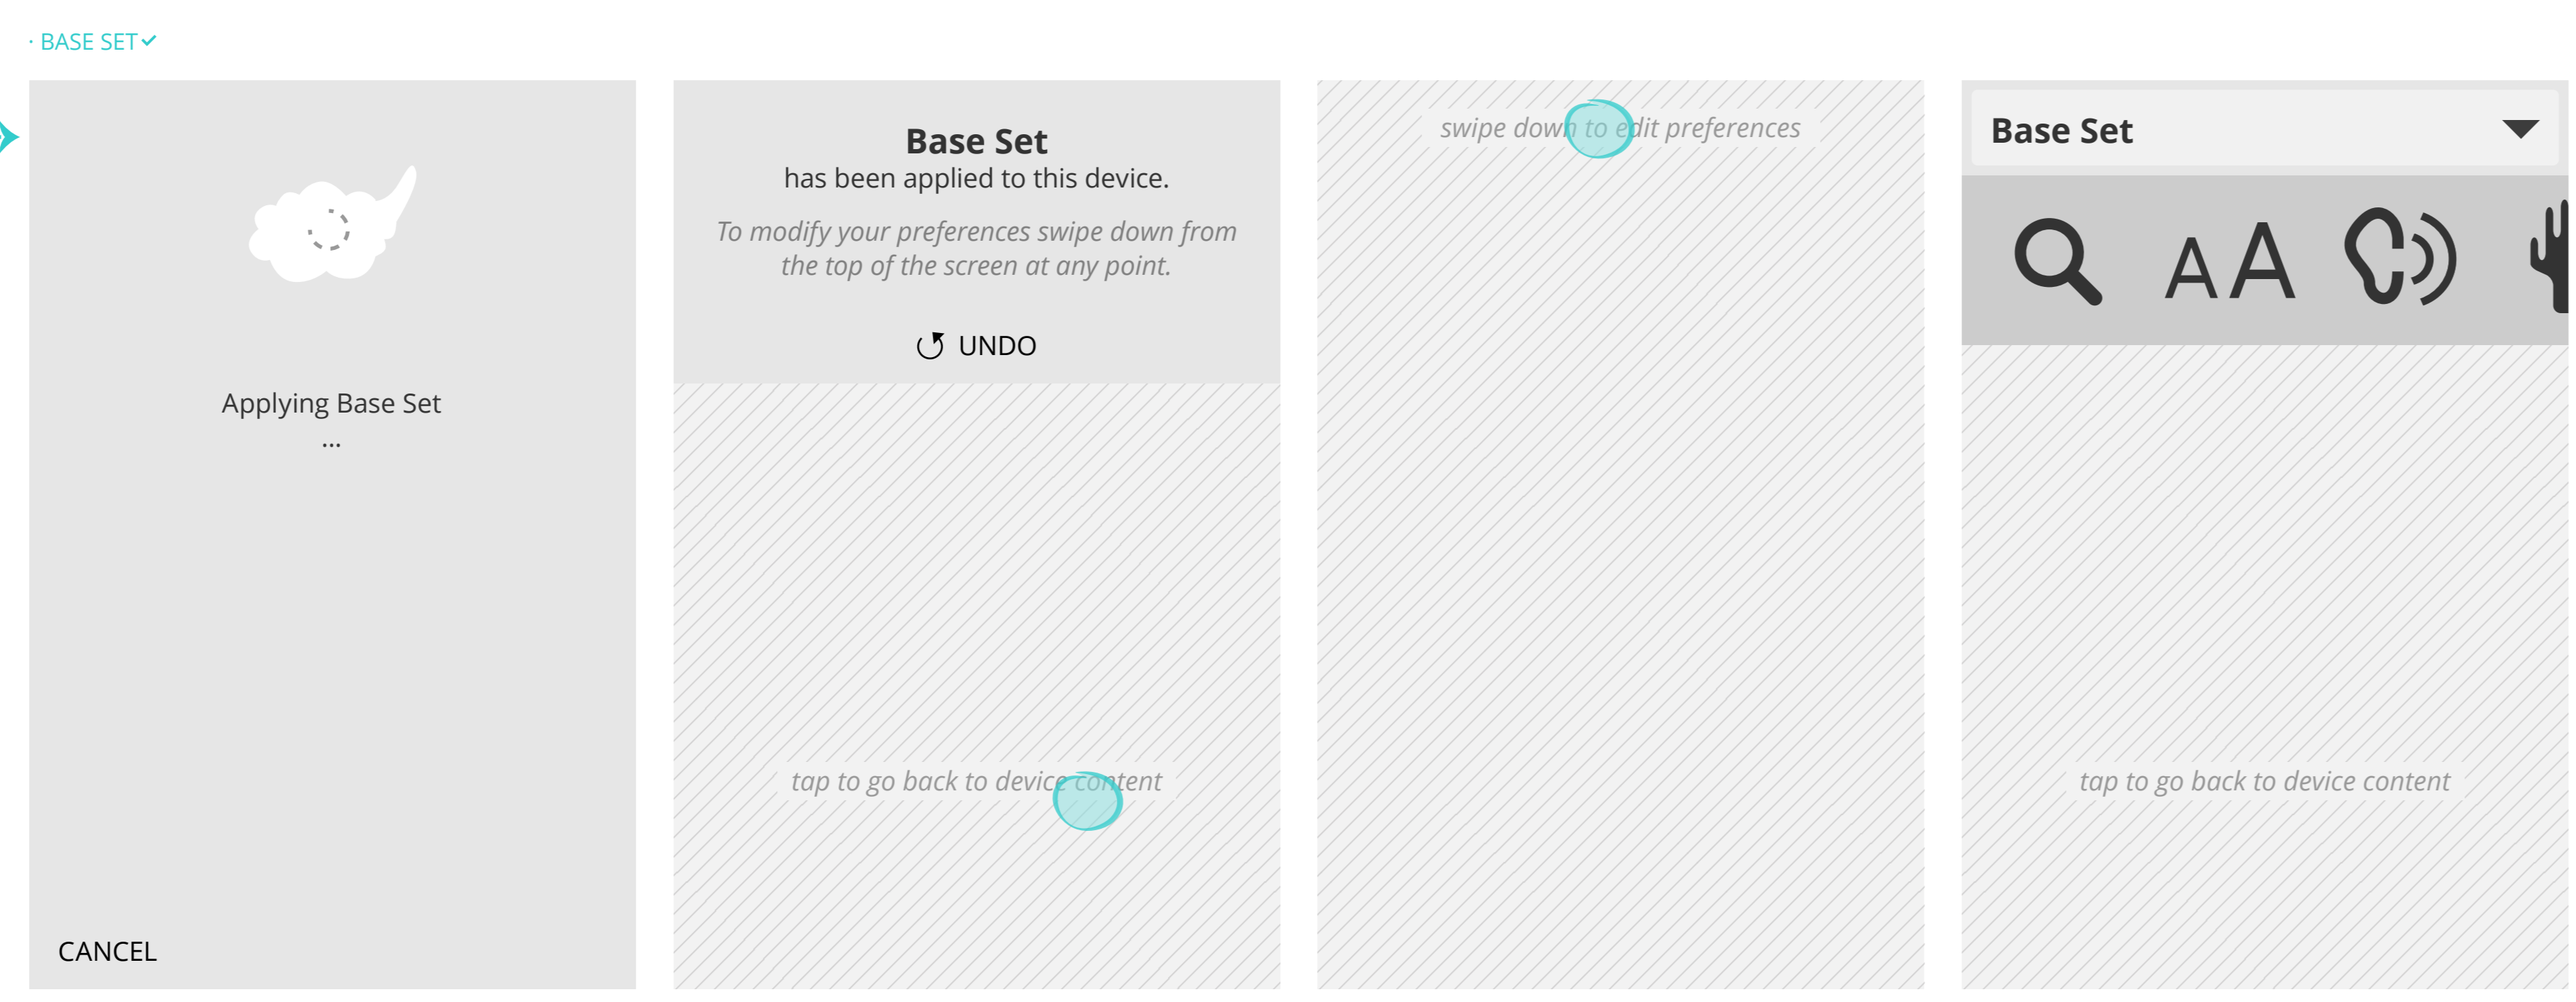 · BASE SET
Applying Base Set
...
CANCEL
Base Set
has been applied to this device.
To modify your preferences swipe down from
the top of the screen at any point.
UNDO
tap to go back to device content
swipe down to edit preferences
Base Set
AA
tap to go back to device content